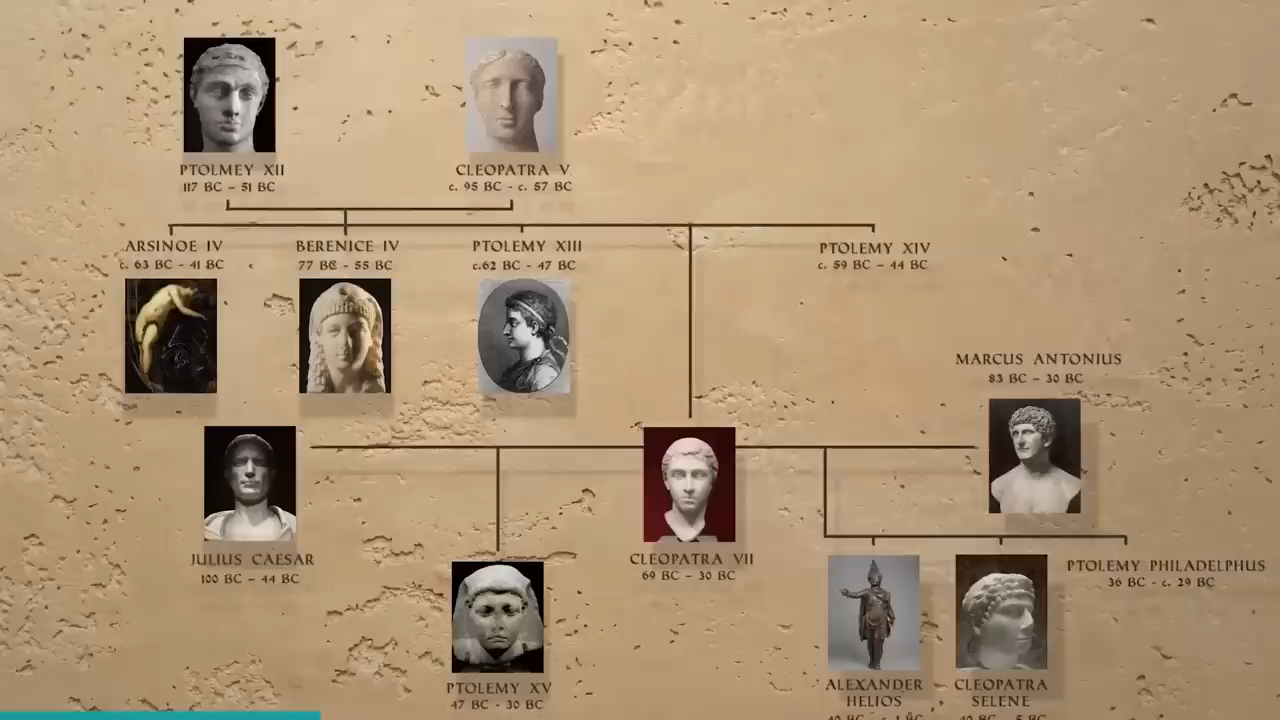 PTOLMEY XII
117 BC – 51 BC
CLEOPATRA V
c. 95 BC - c. 57 BC
ARSINOE IV
c. 63 BC – 41 BC
BERENICE IV
77 BC – 55 BC
PTOLEMY XIII
c.62 BC – 47 BC
PTOLEMY XIV
c. 59 BC – 44 BC
MARCUS ANTONIUS
83 BC – 30 BC
JULIUS CAESAR
100 BC – 44 BC
CLEOPATRA VII
69 BC – 30 BC
PTOLEMY PHILADELPHUS
36 BC - c. 29 BC
PTOLEMY XV
47 BC - 30 BC
ALEXANDER
HELIOS
CLEOPATRA
SELENE